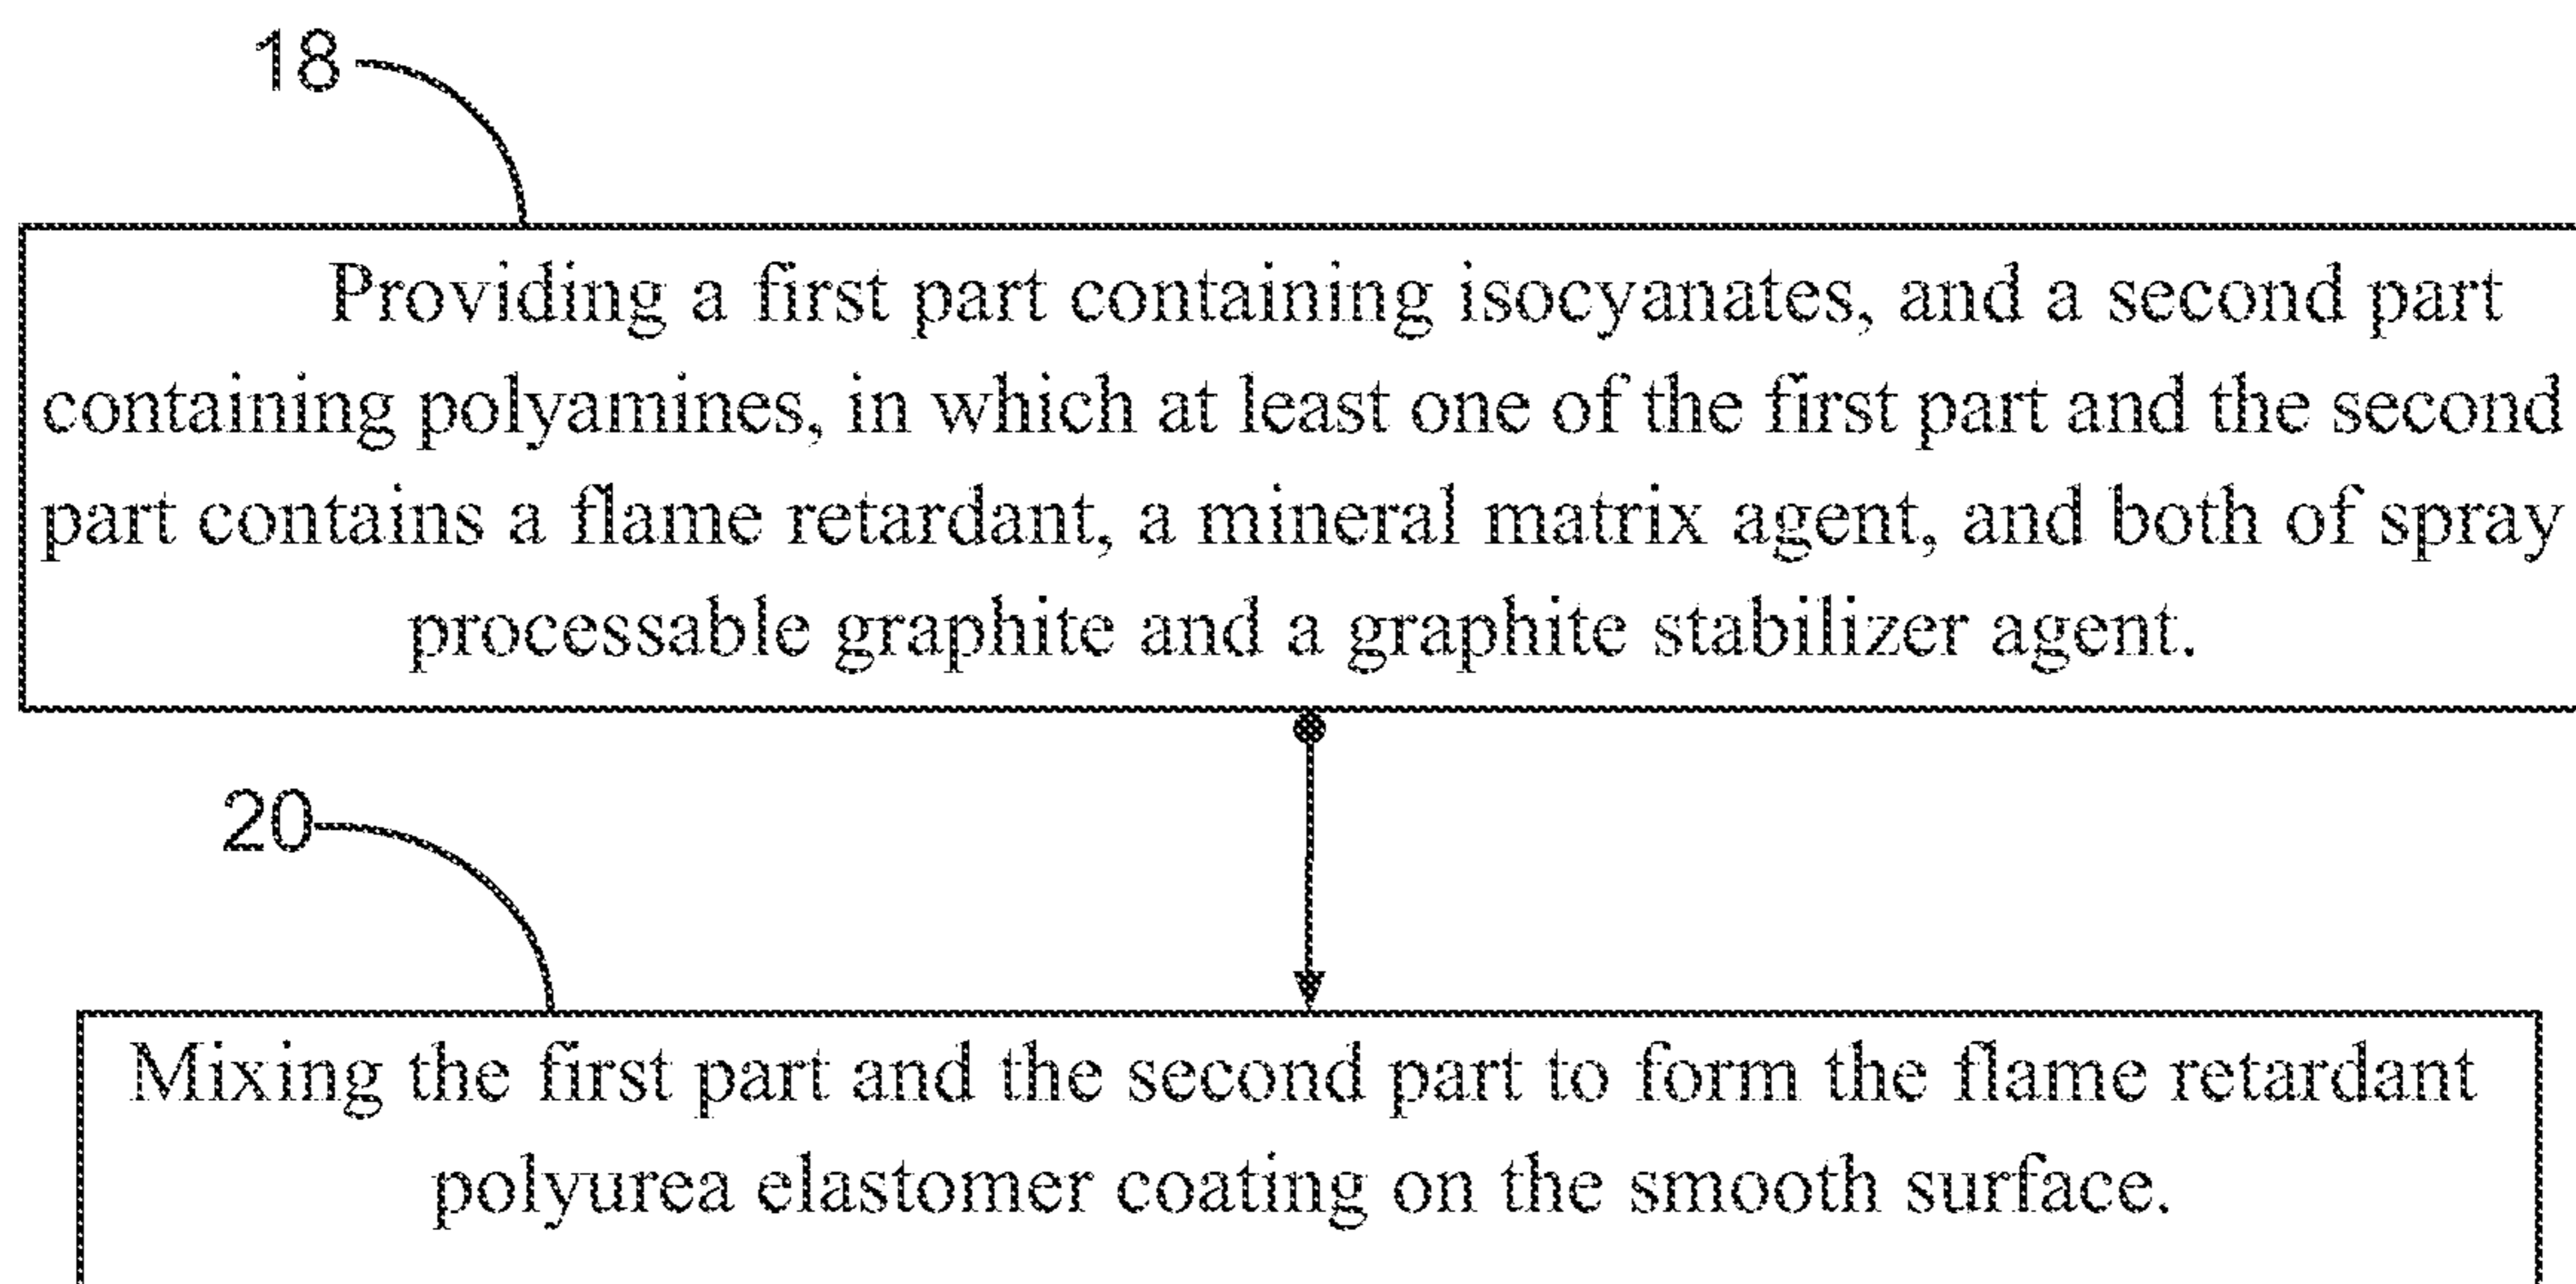 18
Providing a first part containing isocyanates, and a second part
containing polyamines, in which at least one of the first part and the second
part contains a flame retardant, a mineral matrix agent, and both of spray
processable graphite and a graphite stabilizer agent.
20
Mixing the first part and the second part to form the flame retardant
polyurea elastomer coating on the smooth surface.